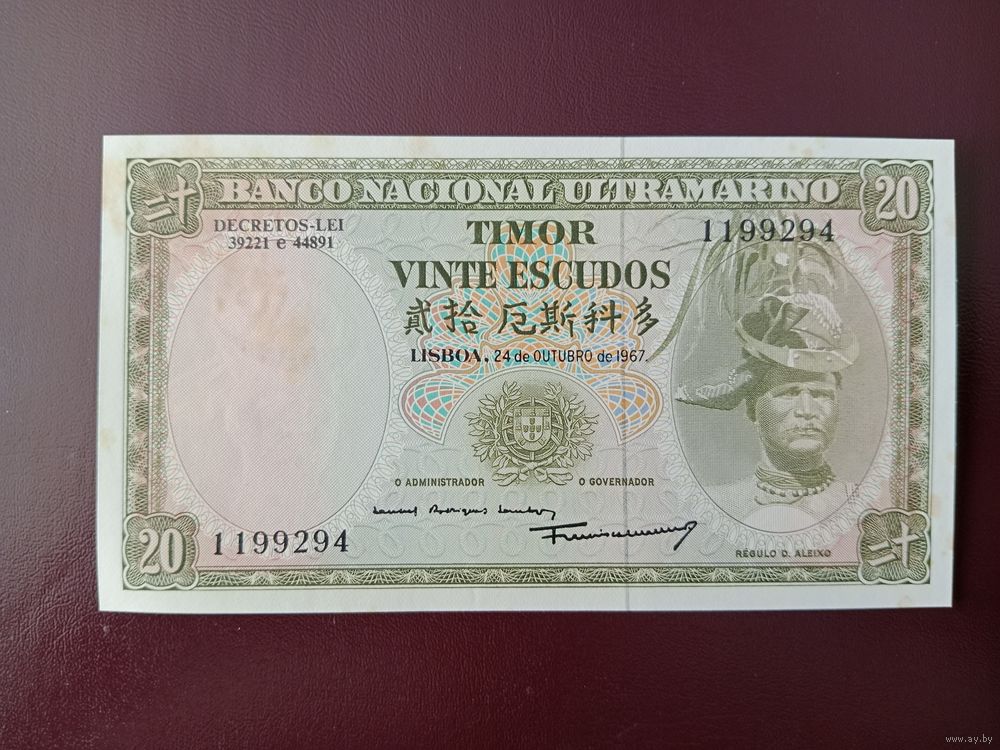 二十
BANCO NACIONAL ULTRAMARINO
20
DECRETOS-LEI
39221 e 44891
TIMOR
1199294
VINTE ESCUDOS
貳拾厄斯科多
LISBOA, 24 de OUTUBRO de 1967.
O ADMINISTRADOR
O GOVERNADOR
20
1199294
RÉGULO D. ALEIXO
二十
www.ay.by